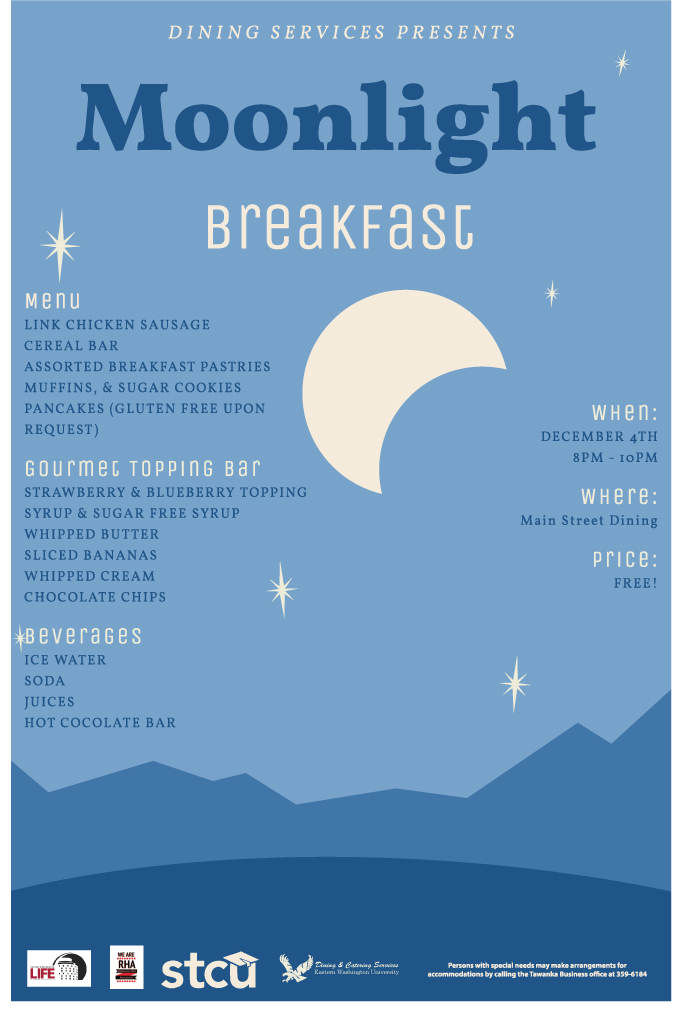 DINING SERVICES PRESENTS
Moonlight
Breakfast
Menu
LINK CHICKEN SAUSAGE
CEREAL BAR
ASSORTED BREAKFAST PASTRIES
MUFFINS, & SUGAR COOKIES
PANCAKES (GLUTEN FREE UPON
REQUEST)
Gourmet Topping Bar
STRAWBERRY & BLUEBERRY TOPPING
SYRUP & SUGAR FREE SYRUP
WHIPPED BUTTER
SLICED BANANAS
WHIPPED CREAM
CHOCOLATE CHIPS
Beverages
ICE WATER
SODA
JUICES
HOT COCOLATE BAR
When:
DECEMBER 4TH
8PM - 10PM
Where:
Main Street Dining
Price:
FREE!
LIFE
WE ARE
RHA
stcu
Dining & Catering Services
Eastern Washington University
Persons with special needs may make arrangements for
accommodations by calling the Tawanka Business office at 359-6184